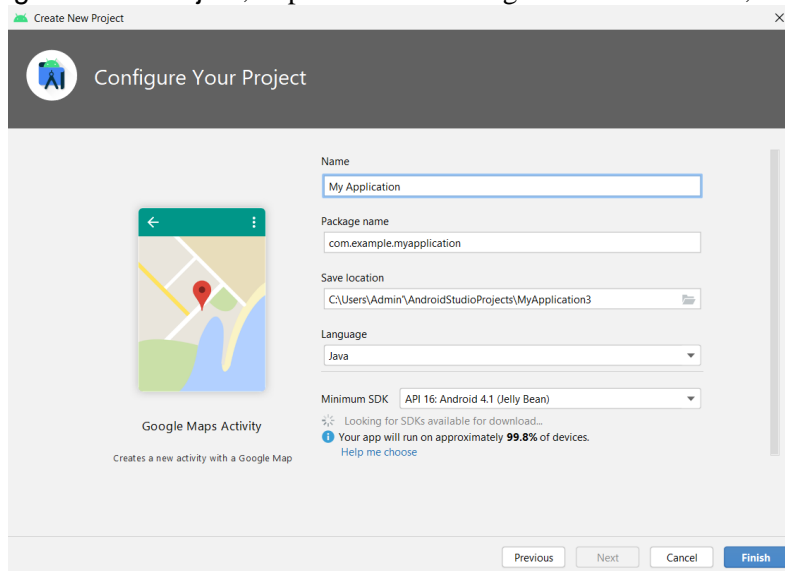 Create New Project
Configure Your Project
Name
My Application
Package name
com.example.myapplication
Save location
C:\Users\Admin'\AndroidStudioProjects\MyApplication3
Language
Java
Minimum SDK API 16: Android 4.1 (Jelly Bean)
Looking for SDKs available for download...
Your app will run on approximately 99.8% of devices.
Help me choose
Google Maps Activity
Creates a new activity with a Google Map
Previous Next Cancel Finish